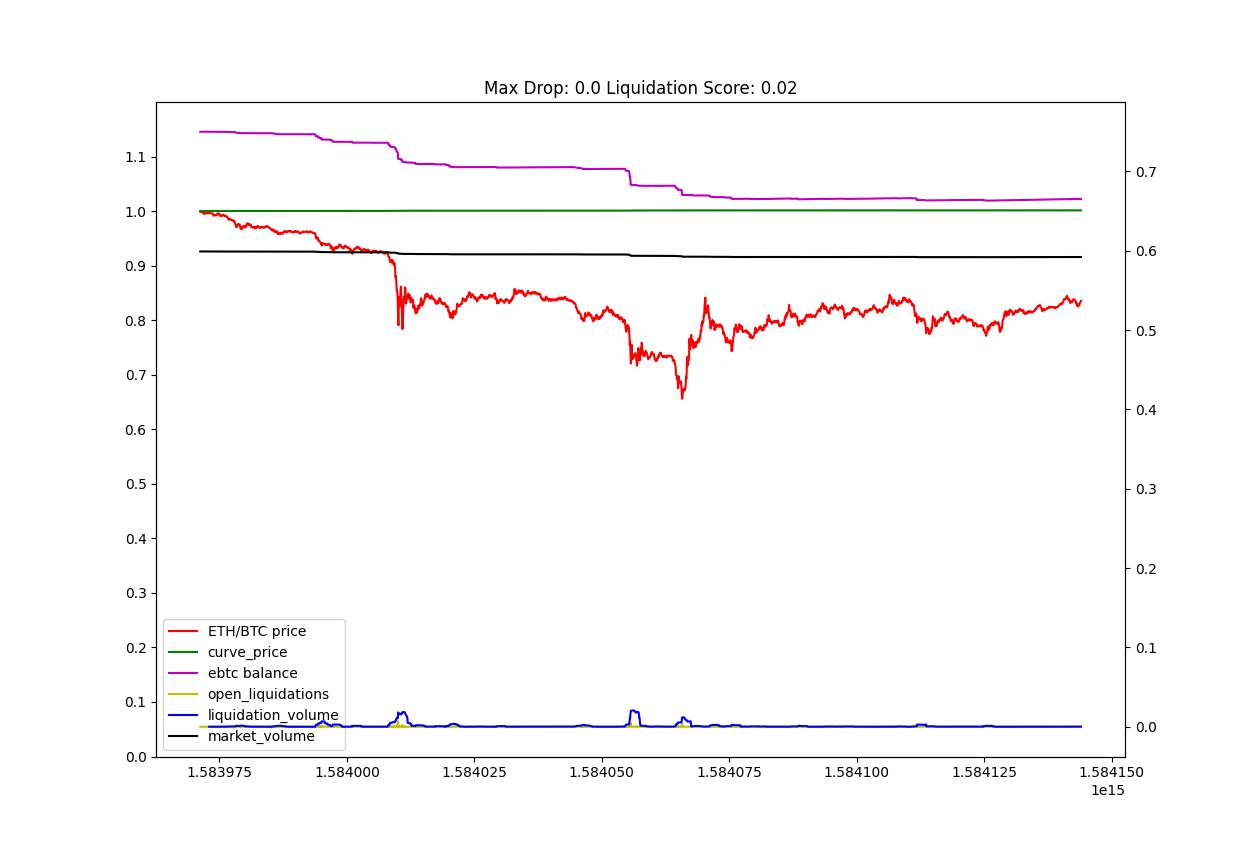 Max Drop: 0.0 Liquidation Score: 0.02
1.1
1.0
0.9
0.8
0.7
0.6
0.5
0.4
0.3
0.2
0.1
0.0
0.7
0.6
0.5
0.4
0.3
0.2
0.1
0.0
ETH/BTC price
curve_price
ebtc balance
open_liquidations
liquidation_volume
market_volume
1.583975 1.584000 1.584025 1.584050 1.584075 1.584100 1.584125 1.584150
1e15